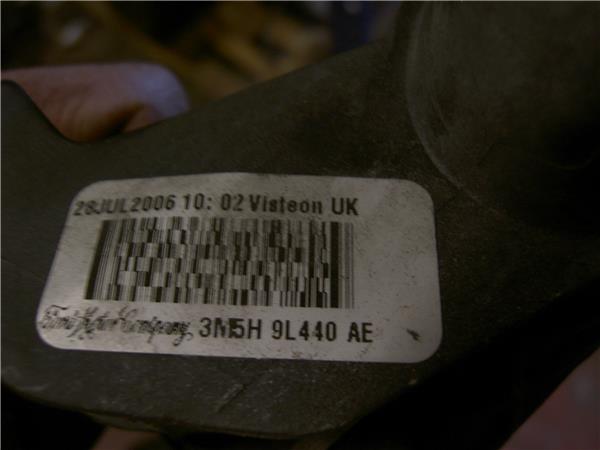 28JUL2006 10: 02 Visteon UK
Ford Motor Company, 3M5H 9L440 AE